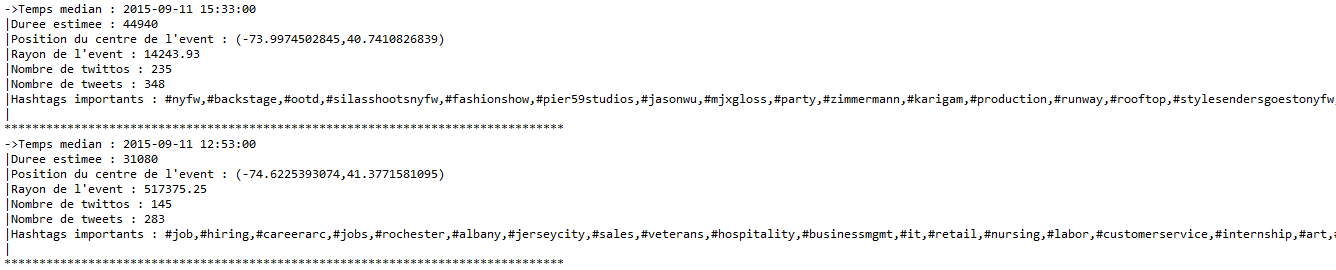 ->Temps median : 2015-09-11 15:33:00
|Duree estimee : 44940
|Position du centre de l'event : (-73.9974502845,40.7410826839)
|Rayon de l'event : 14243.93
|Nombre de twittos : 235
|Nombre de tweets : 348
|Hashtags importants : #nyfw,#backstage,#ootd,#silasshootsnyfw,#fashionshow,#pier59studios,#jasonwu,#mjxgloss,#party,#zimmermann,#karigam,#production,#runway,#rooftop,#stylesendersgoestonyfw
|
********************************************************************************
->Temps median : 2015-09-11 12:53:00
|Duree estimee : 31080
|Position du centre de l'event : (-74.6225393074,41.3771581095)
|Rayon de l'event : 517375.25
|Nombre de twittos : 145
|Nombre de tweets : 283
|Hashtags importants : #job,#hiring,#careerarc,#jobs,#rochester,#albany,#jerseycity,#sales,#veterans,#hospitality,#businessmgmt,#it,#retail,#nursing,#labor,#customerservice,#internship,#art,#
|
********************************************************************************